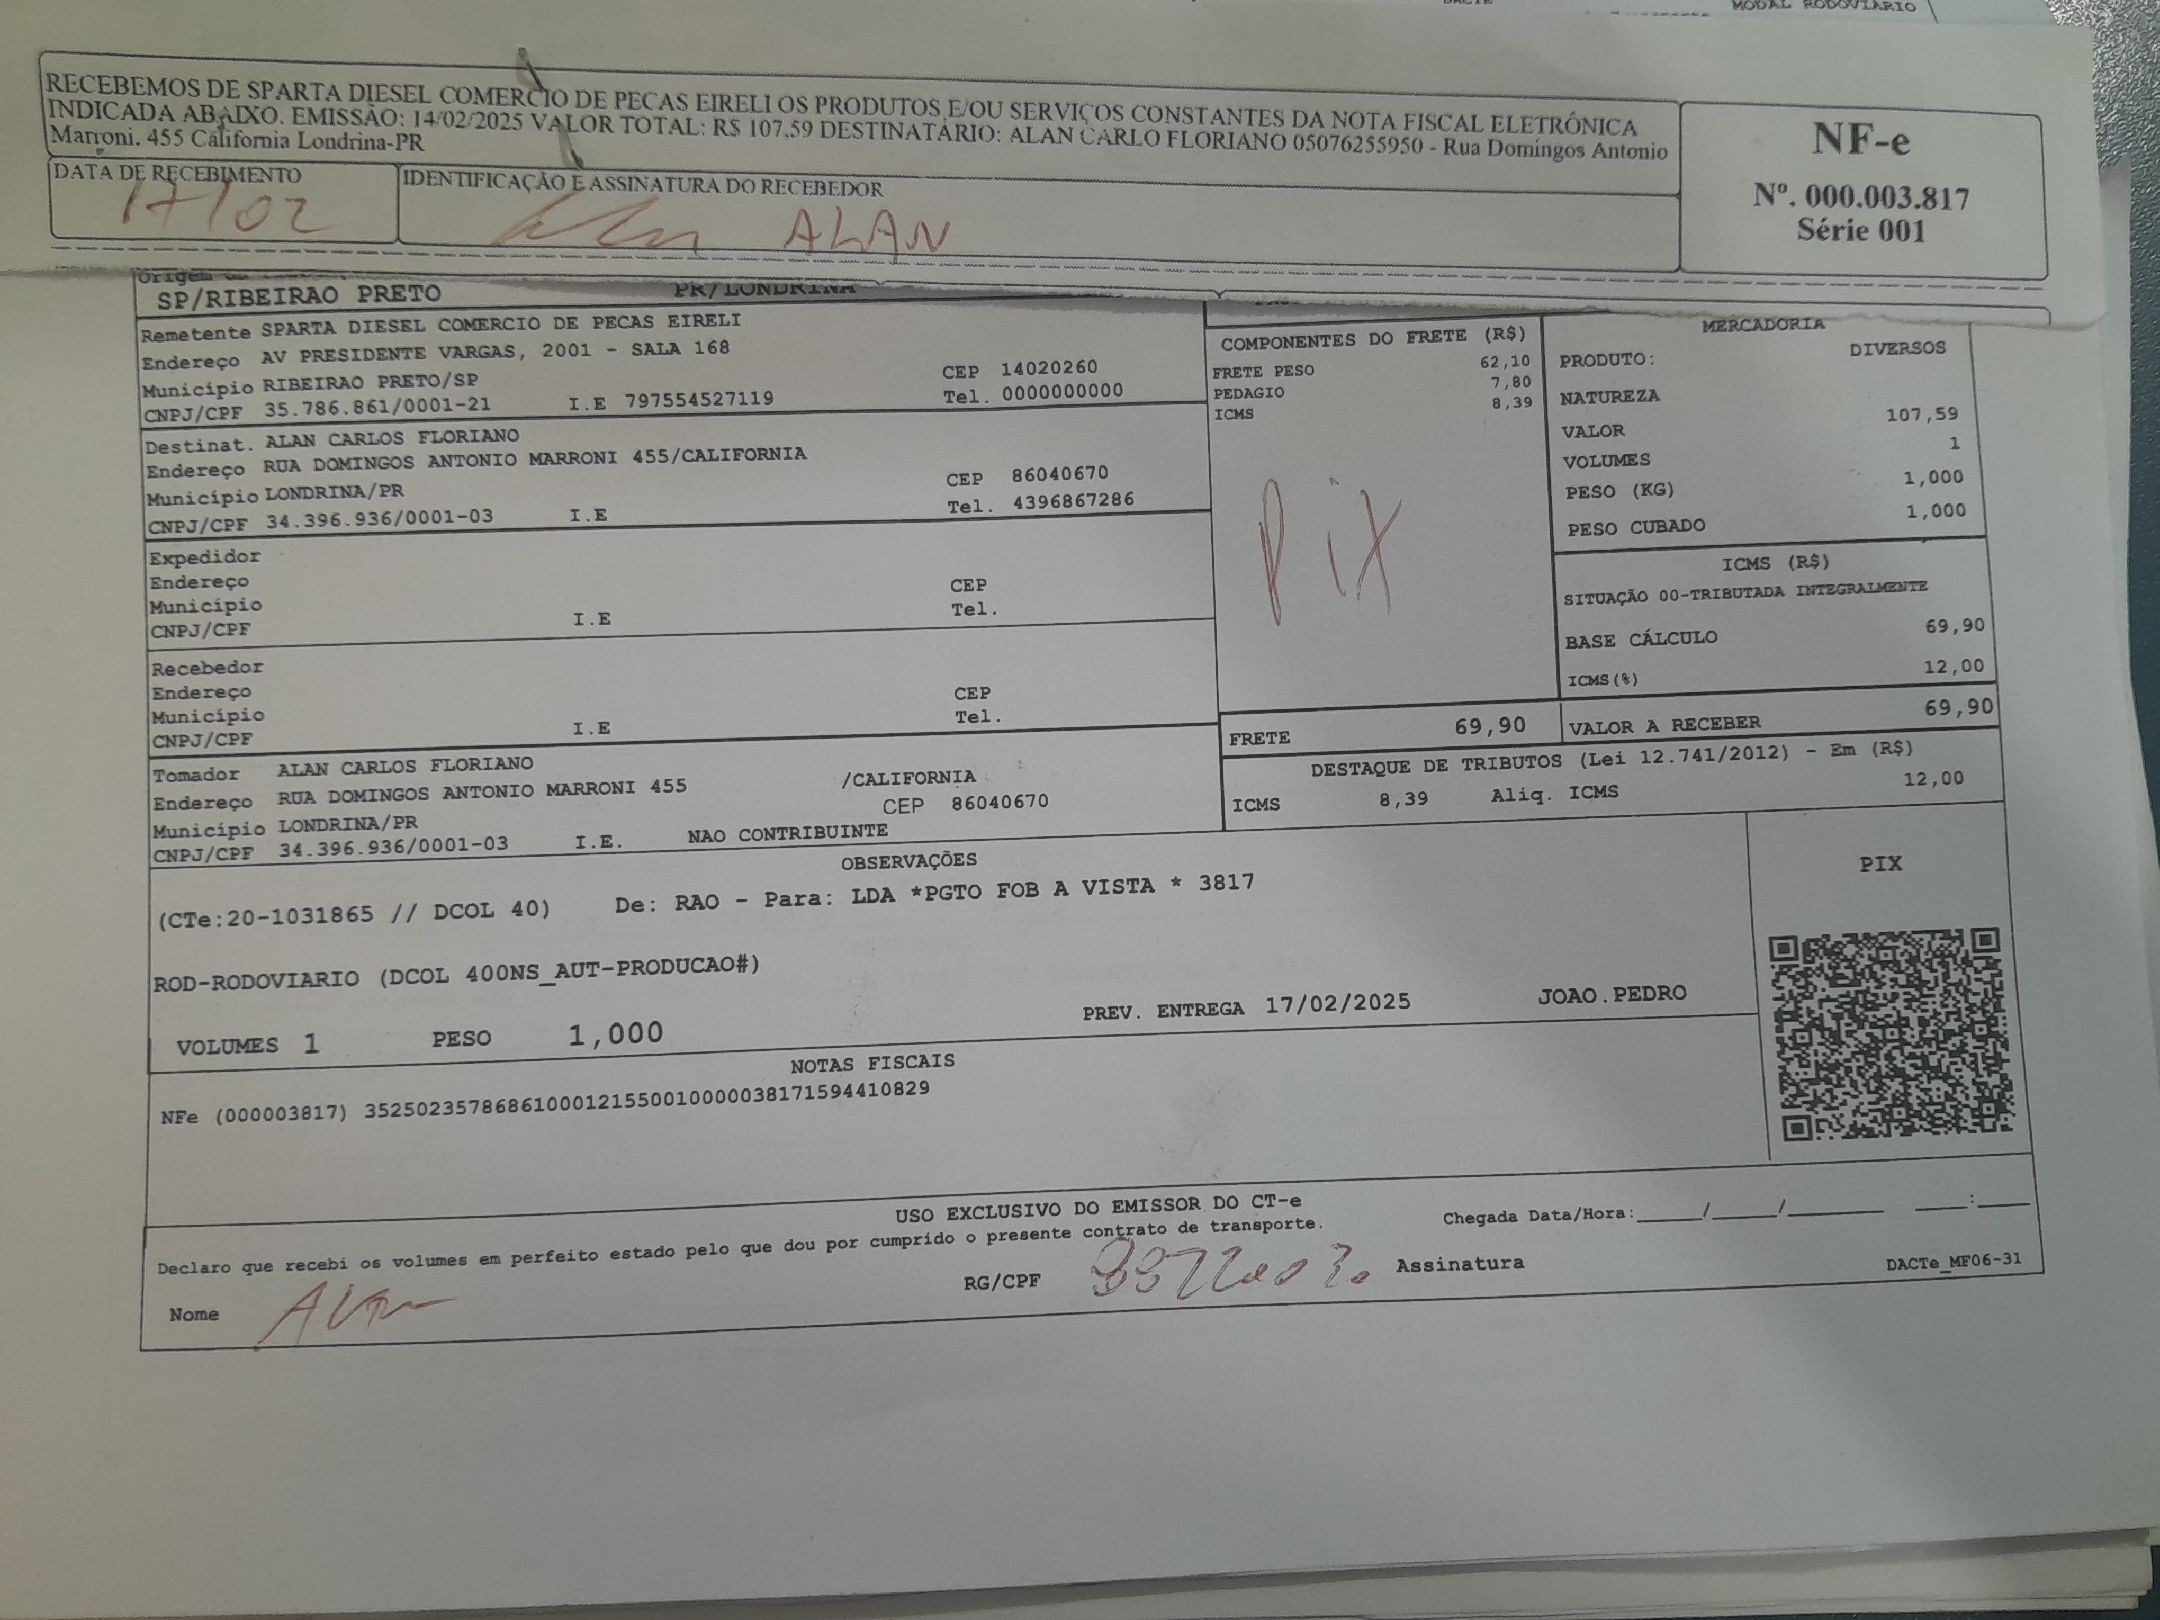 MODAL RODOVIARIO
RECEBEMOS DE SPARTA DIESEL COMERCIO DE PECAS EIRELI OS PRODUTOS E/OU SERVIÇOS CONSTANTES DA NOTA FISCAL ELETRÔNICA
INDICADA ABAIXO. EMISSÃO: 14/02/2025 VALOR TOTAL: R$ 107,59 DESTINATÁRIO: ALAN CARLO FLORIANO 05076255950 - Rua Domingos Antonio
Marroni, 455 California Londrina-PR
NF-e
Nº. 000.003.817
Série 001
DATA DE RECEBIMENTO
17/02
IDENTIFICAÇÃO E ASSINATURA DO RECEBEDOR
ALAN
SP/RIBEIRAO PRETO PR/LONDRINA
Remetente SPARTA DIESEL COMERCIO DE PECAS EIRELI
Endereço AV PRESIDENTE VARGAS, 2001 - SALA 168
Município RIBEIRAO PRETO/SP CEP 14020260
CNPJ/CPF 35.786.861/0001-21 I.E 797554527119 Tel. 0000000000
Destinat. ALAN CARLOS FLORIANO
Endereço RUA DOMINGOS ANTONIO MARRONI 455/CALIFORNIA
Município LONDRINA/PR CEP 86040670
CNPJ/CPF 34.396.936/0001-03 I.E Tel. 4396867286
Expedidor
Endereço
Município CEP
CNPJ/CPF I.E Tel.
Recebedor
Endereço
Município CEP
CNPJ/CPF I.E Tel.
Tomador ALAN CARLOS FLORIANO
Endereço RUA DOMINGOS ANTONIO MARRONI 455 /CALIFORNIA
Município LONDRINA/PR CEP 86040670
CNPJ/CPF 34.396.936/0001-03 I.E. NAO CONTRIBUINTE
COMPONENTES DO FRETE (R$)
FRETE PESO 62,10
PEDAGIO 7,80
ICMS 8,39
Pix
FRETE 69,90
MERCADORIA
PRODUTO: DIVERSOS
NATUREZA
VALOR 107,59
VOLUMES 1
PESO (KG) 1,000
PESO CUBADO 1,000
ICMS (R$)
SITUAÇÃO 00-TRIBUTADA INTEGRALMENTE
BASE CÁLCULO 69,90
ICMS(%) 12,00
VALOR A RECEBER 69,90
DESTAQUE DE TRIBUTOS (Lei 12.741/2012) - Em (R$)
ICMS 8,39 Aliq. ICMS 12,00
OBSERVAÇÕES
(CTe:20-1031865 // DCOL 40) De: RAO - Para: LDA *PGTO FOB A VISTA * 3817
ROD-RODOVIARIO (DCOL 400NS_AUT-PRODUCAO#)
PREV. ENTREGA 17/02/2025 JOAO.PEDRO
VOLUMES 1 PESO 1,000
PIX
NOTAS FISCAIS
NFe (000003817) 35250235786861000121550010000038171594410829
USO EXCLUSIVO DO EMISSOR DO CT-e
Declaro que recebi os volumes em perfeito estado pelo que dou por cumprido o presente contrato de transporte.
Chegada Data/Hora:_____/_____/_______ ____:____
Nome Alan RG/CPF Assinatura
DACTe_MF06-31